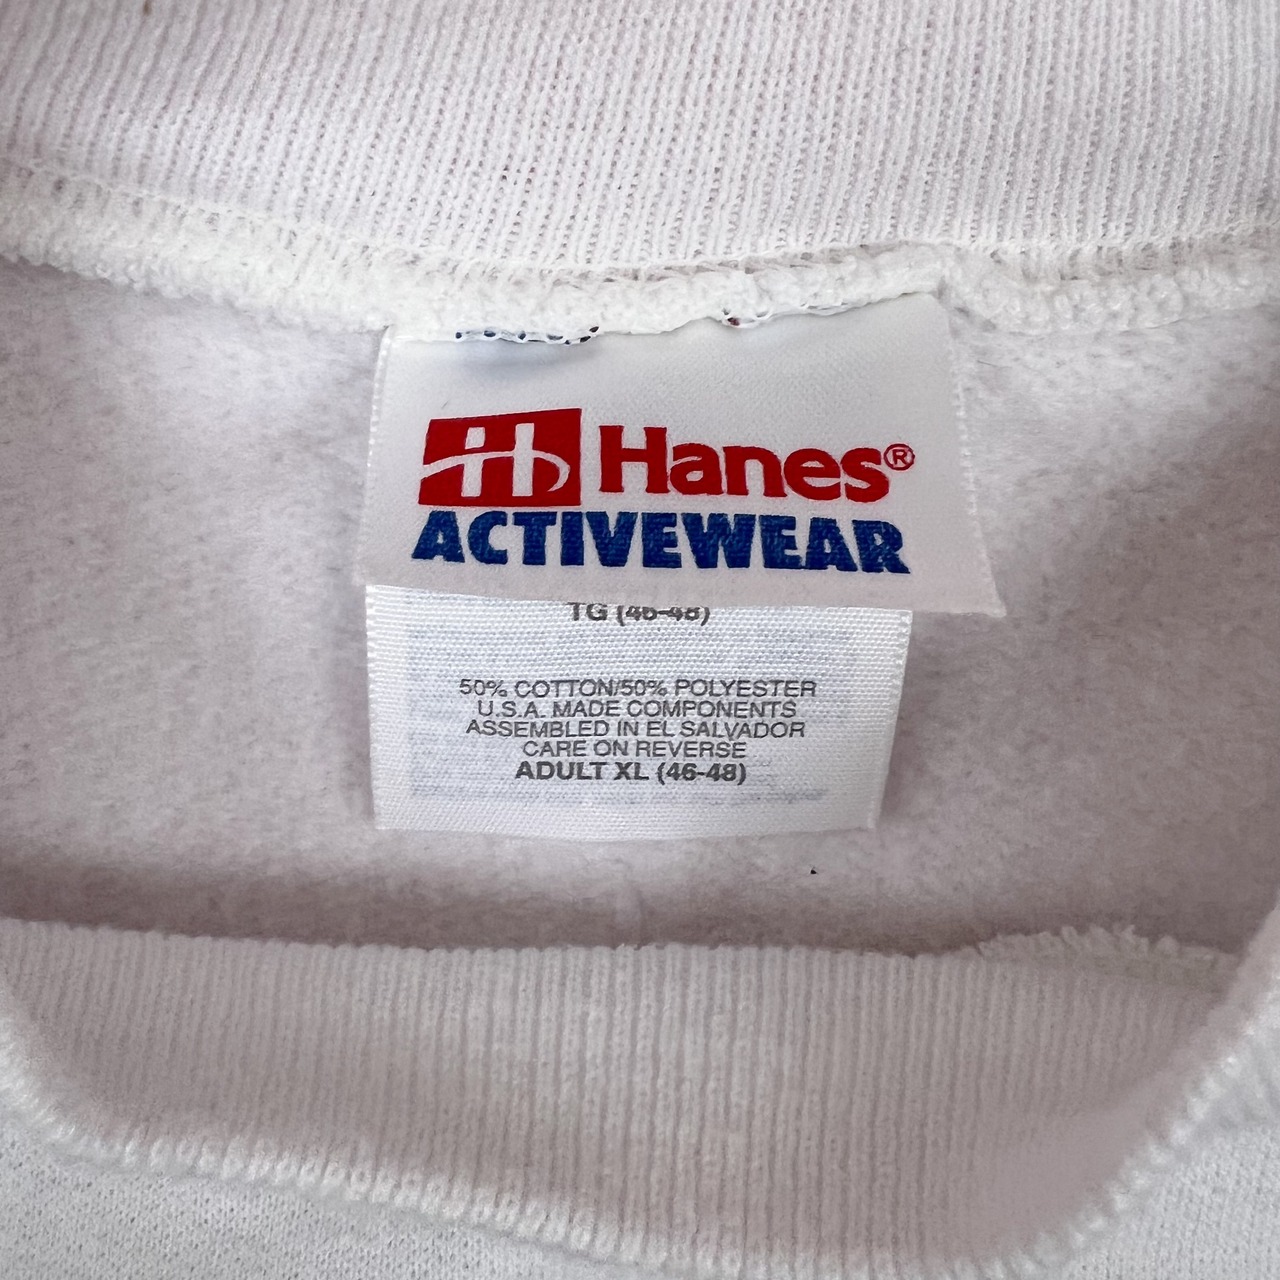 Hanes®
ACTIVEWEAR
TG (46-48)
50% COTTON/50% POLYESTER
U.S.A. MADE COMPONENTS
ASSEMBLED IN EL SALVADOR
CARE ON REVERSE
ADULT XL (46-48)